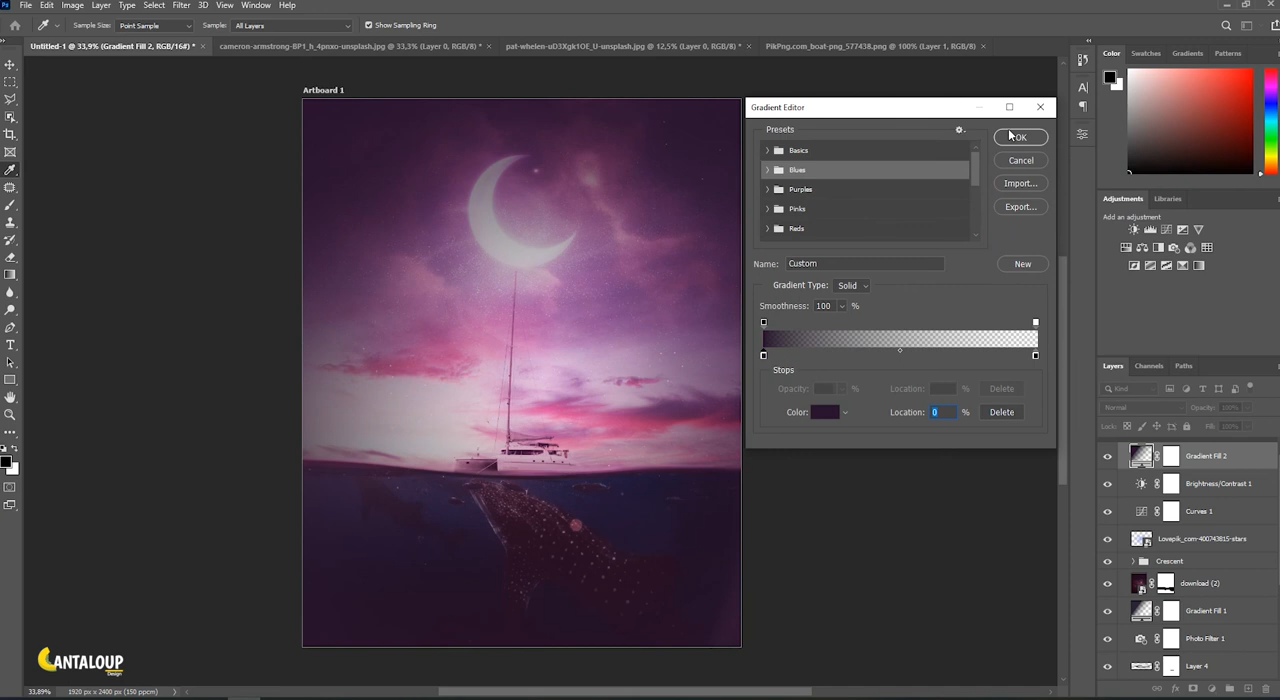 Ps File Edit Image Layer Type Select Filter 3D View Window Help
Sample Size: Point Sample Sample: All Layers Show Sampling Ring
Untitled-1 @ 33,9% (Gradient Fill 2, RGB/16#) * × cameron-armstrong-BP1_h_4pnxo-unsplash.jpg @ 33,3% (Layer 0, RGB/8) * × pat-whelen-uD3Xgk1OE_U-unsplash.jpg @ 12,5% (Layer 0, RGB/8) * × PikPng.com_boat-png_577438.png @ 100% (Layer 1, RGB/8) ×
Artboard 1
Gradient Editor
Presets
Basics
Blues
Purples
Pinks
Reds
OK
Cancel
Import...
Export...
Name: Custom
New
Gradient Type: Solid
Smoothness: 100 %
Stops
Opacity: % Location: % Delete
Color: Location: 0 % Delete
Color Swatches Gradients Patterns
Adjustments Libraries
Add an adjustment
Layers Channels Paths
Kind
Normal Opacity: 100%
Lock: Fill: 100%
Gradient Fill 2
Brightness/Contrast 1
Curves 1
Lovepik_com-400743815-stars
Crescent
download (2)
Gradient Fill 1
Photo Filter 1
Layer 4
CANTALOUP
Design
33,89% 1920 px x 2400 px (150 ppcm)